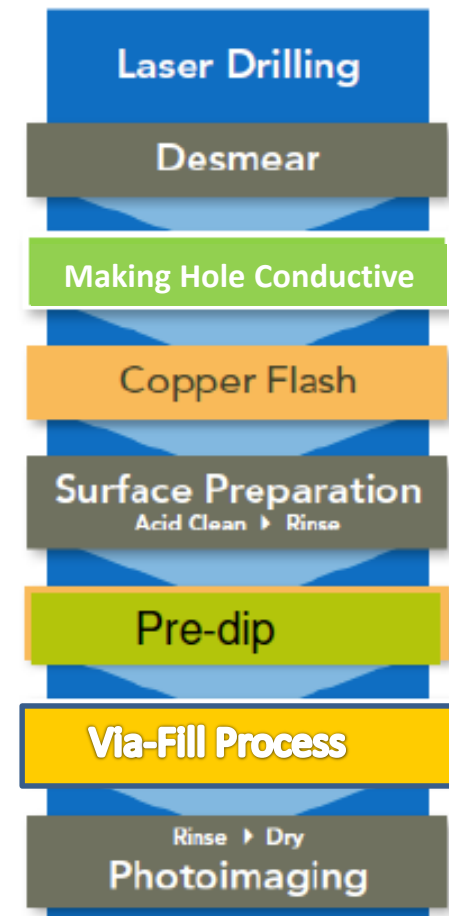 Laser Drilling
Desmear
Making Hole Conductive
Copper Flash
Surface Preparation
Acid Clean ▸ Rinse
Pre-dip
Via-Fill Process
Rinse ▸ Dry
Photoimaging